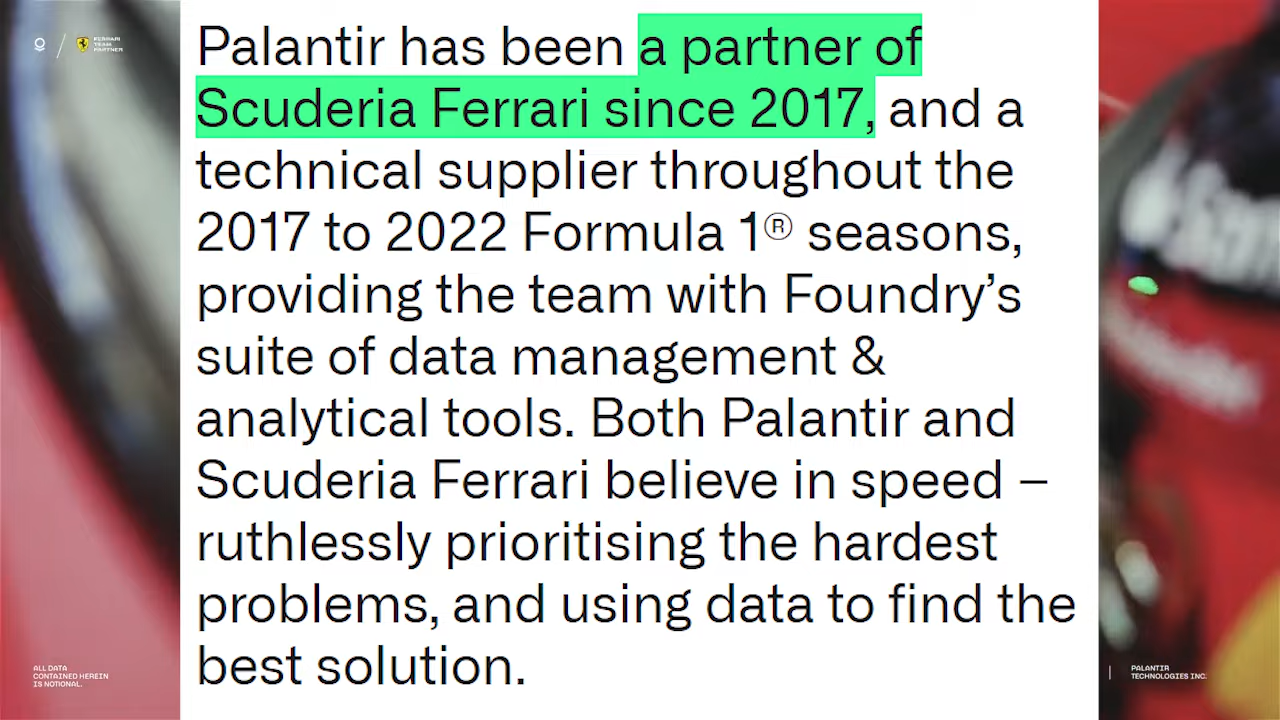 FERRARI
TEAM
PARTNER
Palantir has been a partner of
Scuderia Ferrari since 2017, and a
technical supplier throughout the
2017 to 2022 Formula 1® seasons,
providing the team with Foundry’s
suite of data management &
analytical tools. Both Palantir and
Scuderia Ferrari believe in speed –
ruthlessly prioritising the hardest
problems, and using data to find the
best solution.
ALL DATA
CONTAINED HEREIN
IS NOTIONAL.
PALANTIR
TECHNOLOGIES INC.